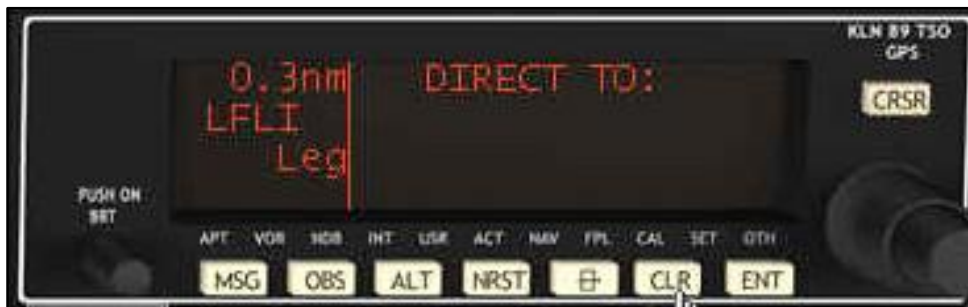 KLN 89 TSO
GPS
CRSR
0.3nm
DIRECT TO:
LFLI
Leg
PUSH ON
BRT
APT VOR NDB INT USR ACT NAV FPL CAL SET OTH
MSG OBS ALT NRST CLR ENT